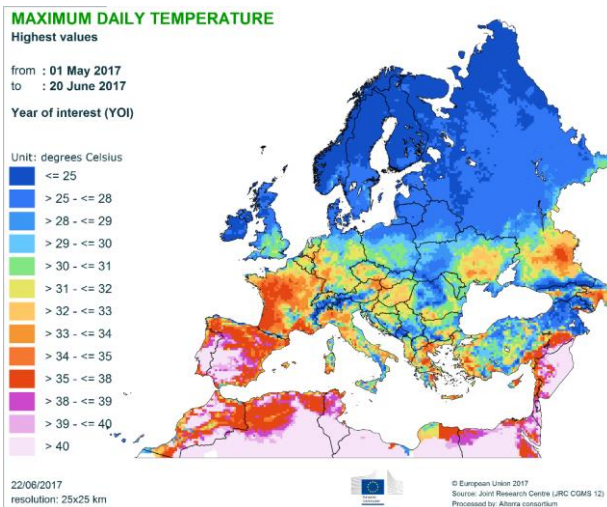 MAXIMUM DAILY TEMPERATURE
Highest values
from : 01 May 2017
to : 20 June 2017
Year of interest (YOI)
Unit: degrees Celsius
<= 25
> 25 - <= 28
> 28 - <= 29
> 29 - <= 30
> 30 - <= 31
> 31 - <= 32
> 32 - <= 33
> 33 - <= 34
> 34 - <= 35
> 35 - <= 38
> 38 - <= 39
> 39 - <= 40
> 40
22/06/2017
resolution: 25x25 km
European
Commission
© European Union 2017
Source: Joint Research Centre (JRC CGMS 12)
Processed by: Alterra consortium